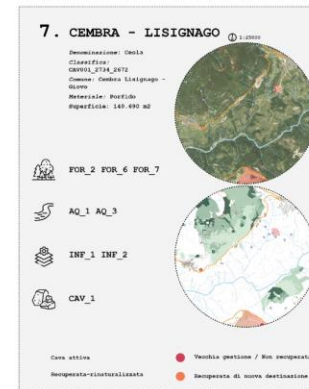 7. CEMBRA - LISIGNAGO 1:25000
Denominazione: Ceola
Classifica:
CAV001_2734_2672
Comune: Cembra Lisignago -
Giovo
Materiale: Porfido
Superficie: 140.690 m2
FOR_2 FOR_6 FOR_7
AQ_1 AQ_3
INF_1 INF_2
CAV_1
Cava attiva
Vecchia gestione / Non recuperata
Recuperata-rinaturalizzata
Recuperata di nuova destinazione